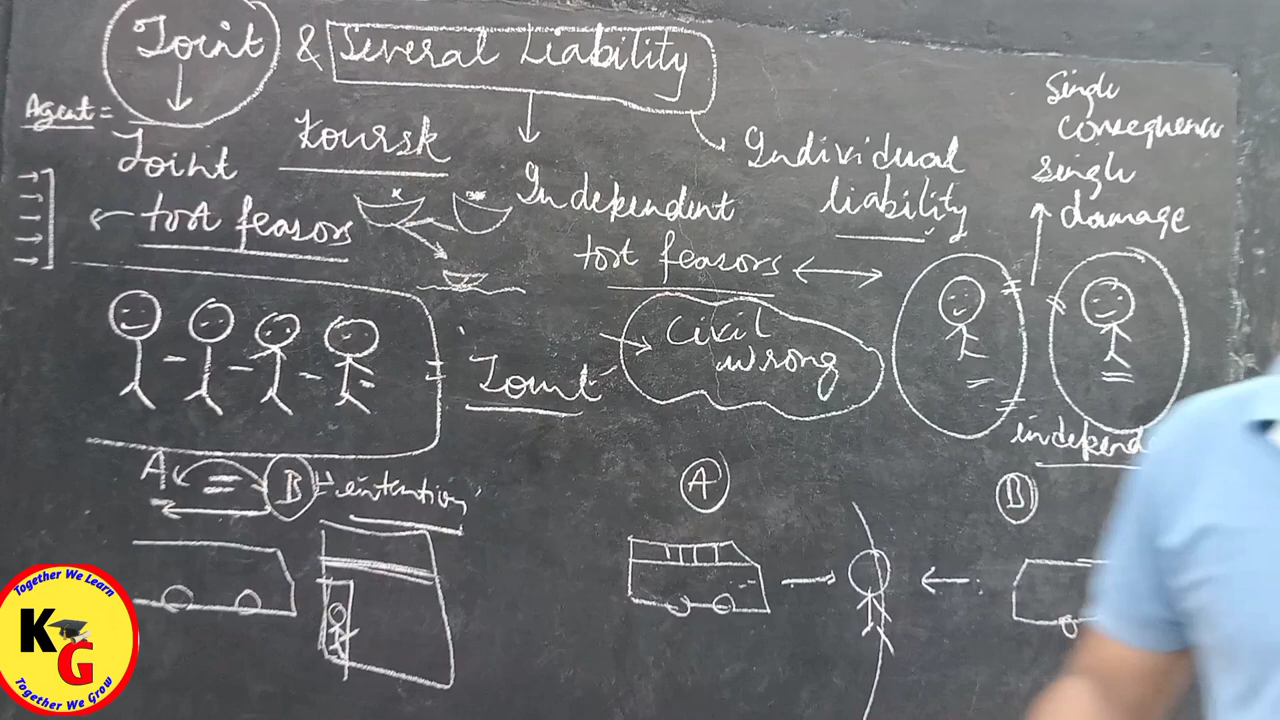 Joint & Several Liability
Agent =
Joint
tort feasors
Koursk
Independent
tort feasors
Individual
liability
Single
consequence
single
damage
Joint
Civil
wrong
independ
A
B
intention
A
B
Together We Learn
KG
Together We Grow